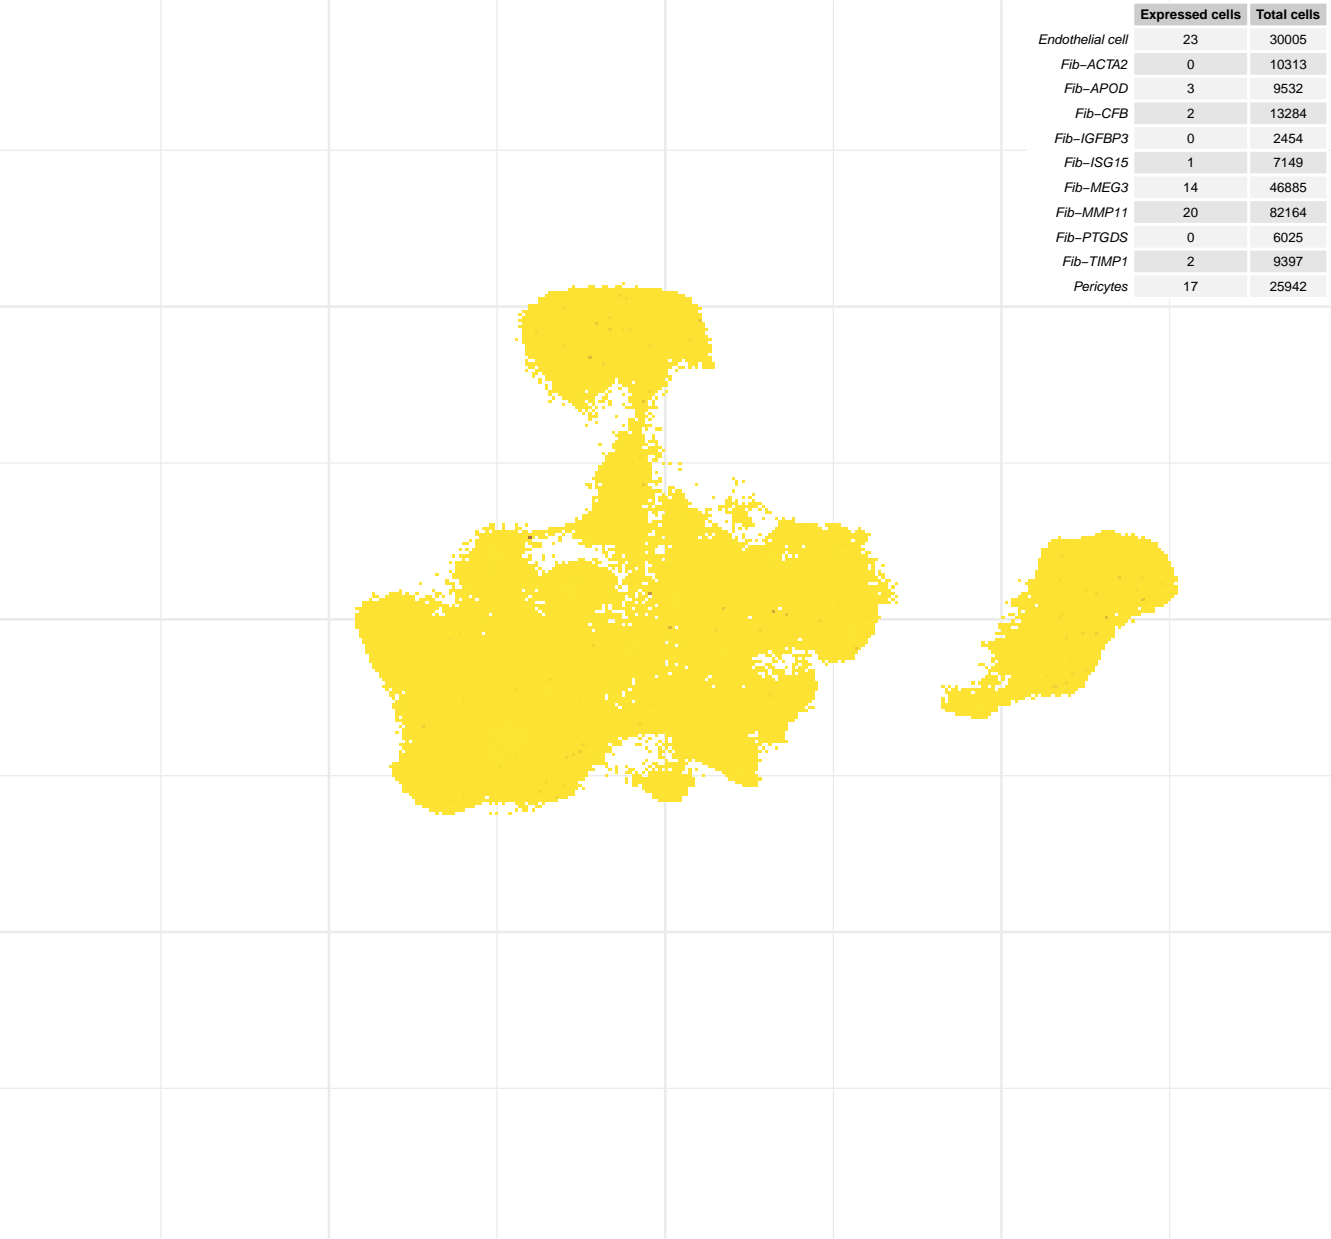 Expressed cells Total cells
Endothelial cell 23 30005
Fib−ACTA2 0 10313
Fib−APOD 3 9532
Fib−CFB 2 13284
Fib−IGFBP3 0 2454
Fib−ISG15 1 7149
Fib−MEG3 14 46885
Fib−MMP11 20 82164
Fib−PTGDS 0 6025
Fib−TIMP1 2 9397
Pericytes 17 25942